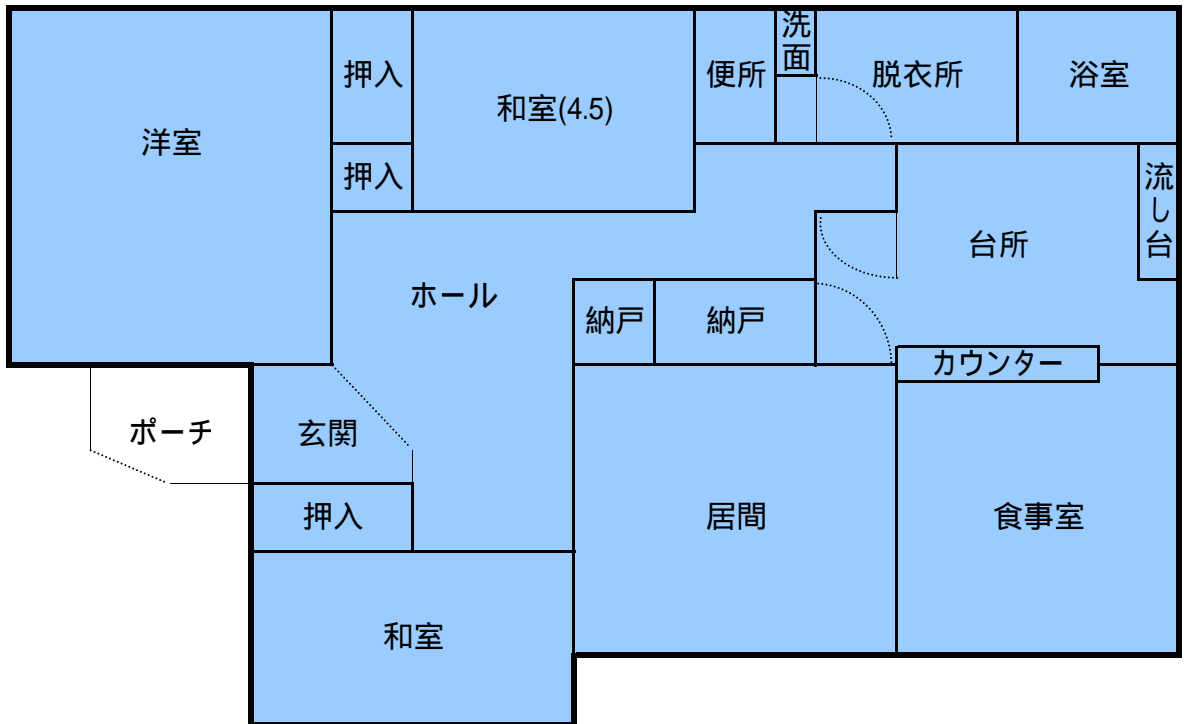 洗面
押入
便所
脱衣所
浴室
和室(4.5)
洋室
押入
流し台
台所
ホール
納戸
納戸
カウンター
ポーチ
玄関
押入
居間
食事室
和室